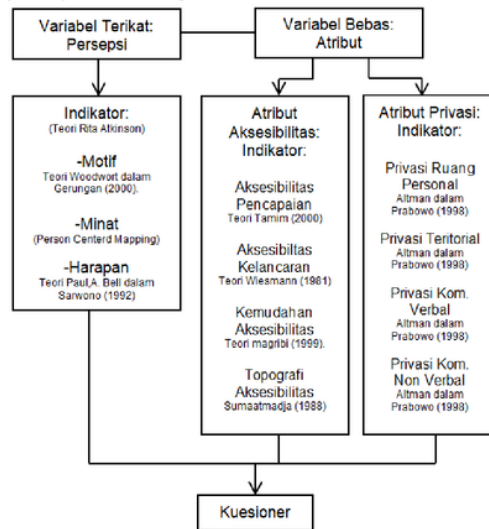 Variabel Terikat:
Persepsi
Variabel Bebas:
Atribut
Indikator:
(Teori Rita Atkinson)
-Motif
Teori Woodwort dalam
Gerungan (2000).
-Minat
(Person Centerd Mapping)
-Harapan
Teori Paul,A. Bell dalam
Sarwono (1992)
Atribut
Aksesibilitas:
Indikator:
Aksesibilitas
Pencapaian
Teori Tamim (2000)
Aksesibiltas
Kelancaran
Teori Wiesmann (1981)
Kemudahan
Aksesibilitas
Teori magribi (1999).
Topografi
Aksesibilitas
Sumaatmadja (1988)
Atribut Privasi:
Indikator:
Privasi Ruang
Personal
Altman dalam
Prabowo (1998)
Privasi Teritorial
Altman dalam
Prabowo (1998)
Privasi Kom.
Verbal
Altman dalam
Prabowo (1998)
Privasi Kom.
Non Verbal
Altman dalam
Prabowo (1998)
Kuesioner